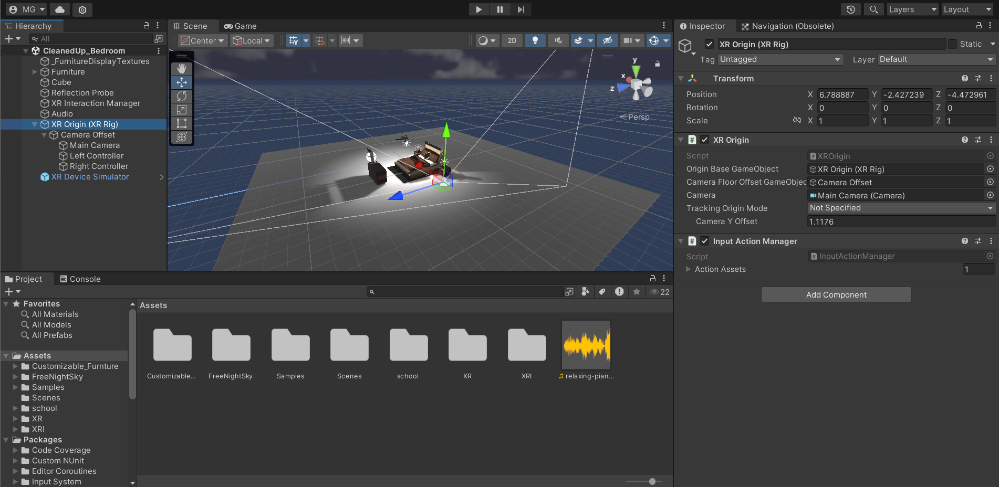 MG
Layers
Layout
Hierarchy
All
CleanedUp_Bedroom
_FurnitureDisplayTextures
Furniture
Cube
Reflection Probe
XR Interaction Manager
Audio
XR Origin (XR Rig)
Camera Offset
Main Camera
Left Controller
Right Controller
XR Device Simulator
Scene
Game
Center
Local
2D
y
x
z
Persp
Inspector
Navigation (Obsolete)
XR Origin (XR Rig)
Static
Tag Untagged
Layer Default
Transform
Position X 6.788887 Y -2.427239 Z -4.472961
Rotation X 0 Y 0 Z 0
Scale X 1 Y 1 Z 1
XR Origin
Script XROrigin
Origin Base GameObject XR Origin (XR Rig)
Camera Floor Offset GameObjec Camera Offset
Camera Main Camera (Camera)
Tracking Origin Mode Not Specified
Camera Y Offset 1.1176
Input Action Manager
Script InputActionManager
Action Assets 1
Add Component
Project
Console
22
Favorites
All Materials
All Models
All Prefabs
Assets
Customizable_Furnture
FreeNightSky
Samples
Scenes
school
XR
XRI
Packages
Code Coverage
Custom NUnit
Editor Coroutines
Input System
Assets
Customizable...
FreeNightSky
Samples
Scenes
school
XR
XRI
relaxing-pian...